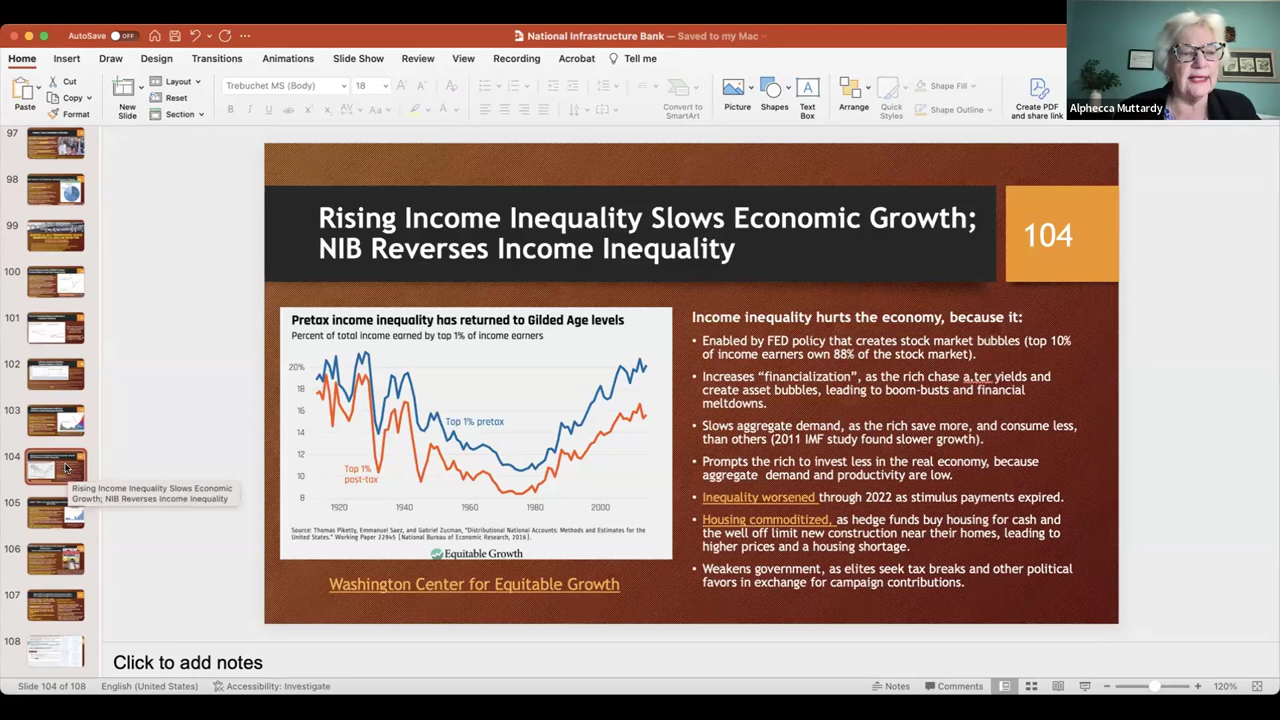 AutoSave OFF
National Infrastructure Bank — Saved to my Mac
Home Insert Draw Design Transitions Slide Show Animations Review View Recording Acrobat Tell me
Paste
Cut
Copy
Format
New Slide
Layout
Reset
Section
Trebuchet MS (Body) 18
B I U
Convert to SmartArt
Picture
Shapes
Text Box
Arrange
Quick Styles
Shape Fill
Shape Outline
Create PDF and share link
Alphecca Muttardy
97
98
99
100
101
102
103
104
105
106
107
108
Rising Income Inequality Slows Economic
Growth; NIB Reverses Income Inequality
Rising Income Inequality Slows Economic Growth;
NIB Reverses Income Inequality
104
Pretax income inequality has returned to Gilded Age levels
Percent of total income earned by top 1% of income earners
20%
18
16
14
12
10
8
Top 1% pretax
Top 1%
post-tax
1920 1940 1960 1980 2000
Source: Thomas Piketty, Emmanuel Saez, and Gabriel Zucman, "Distributional National Accounts: Methods and Estimates for the
United States." Working Paper 22945 (National Bureau of Economic Research, 2016).
Equitable Growth
Washington Center for Equitable Growth
Income inequality hurts the economy, because it:
• Enabled by FED policy that creates stock market bubbles (top 10%
of income earners own 88% of the stock market).
• Increases “financialization”, as the rich chase a.ter yields and
create asset bubbles, leading to boom-busts and financial
meltdowns.
• Slows aggregate demand, as the rich save more, and consume less,
than others (2011 IMF study found slower growth).
• Prompts the rich to invest less in the real economy, because
aggregate demand and productivity are low.
• Inequality worsened through 2022 as stimulus payments expired.
• Housing commoditized, as hedge funds buy housing for cash and
the well off limit new construction near their homes, leading to
higher prices and a housing shortage.
• Weakens government, as elites seek tax breaks and other political
favors in exchange for campaign contributions.
Click to add notes
Slide 104 of 108 English (United States) Accessibility: Investigate Notes Comments 120%